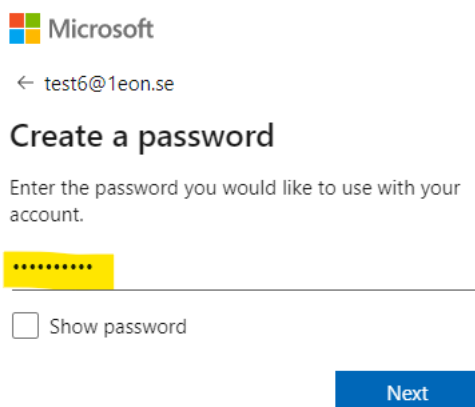 Microsoft
← test6@1eon.se
Create a password
Enter the password you would like to use with your
account.
••••••••••
Show password
Next